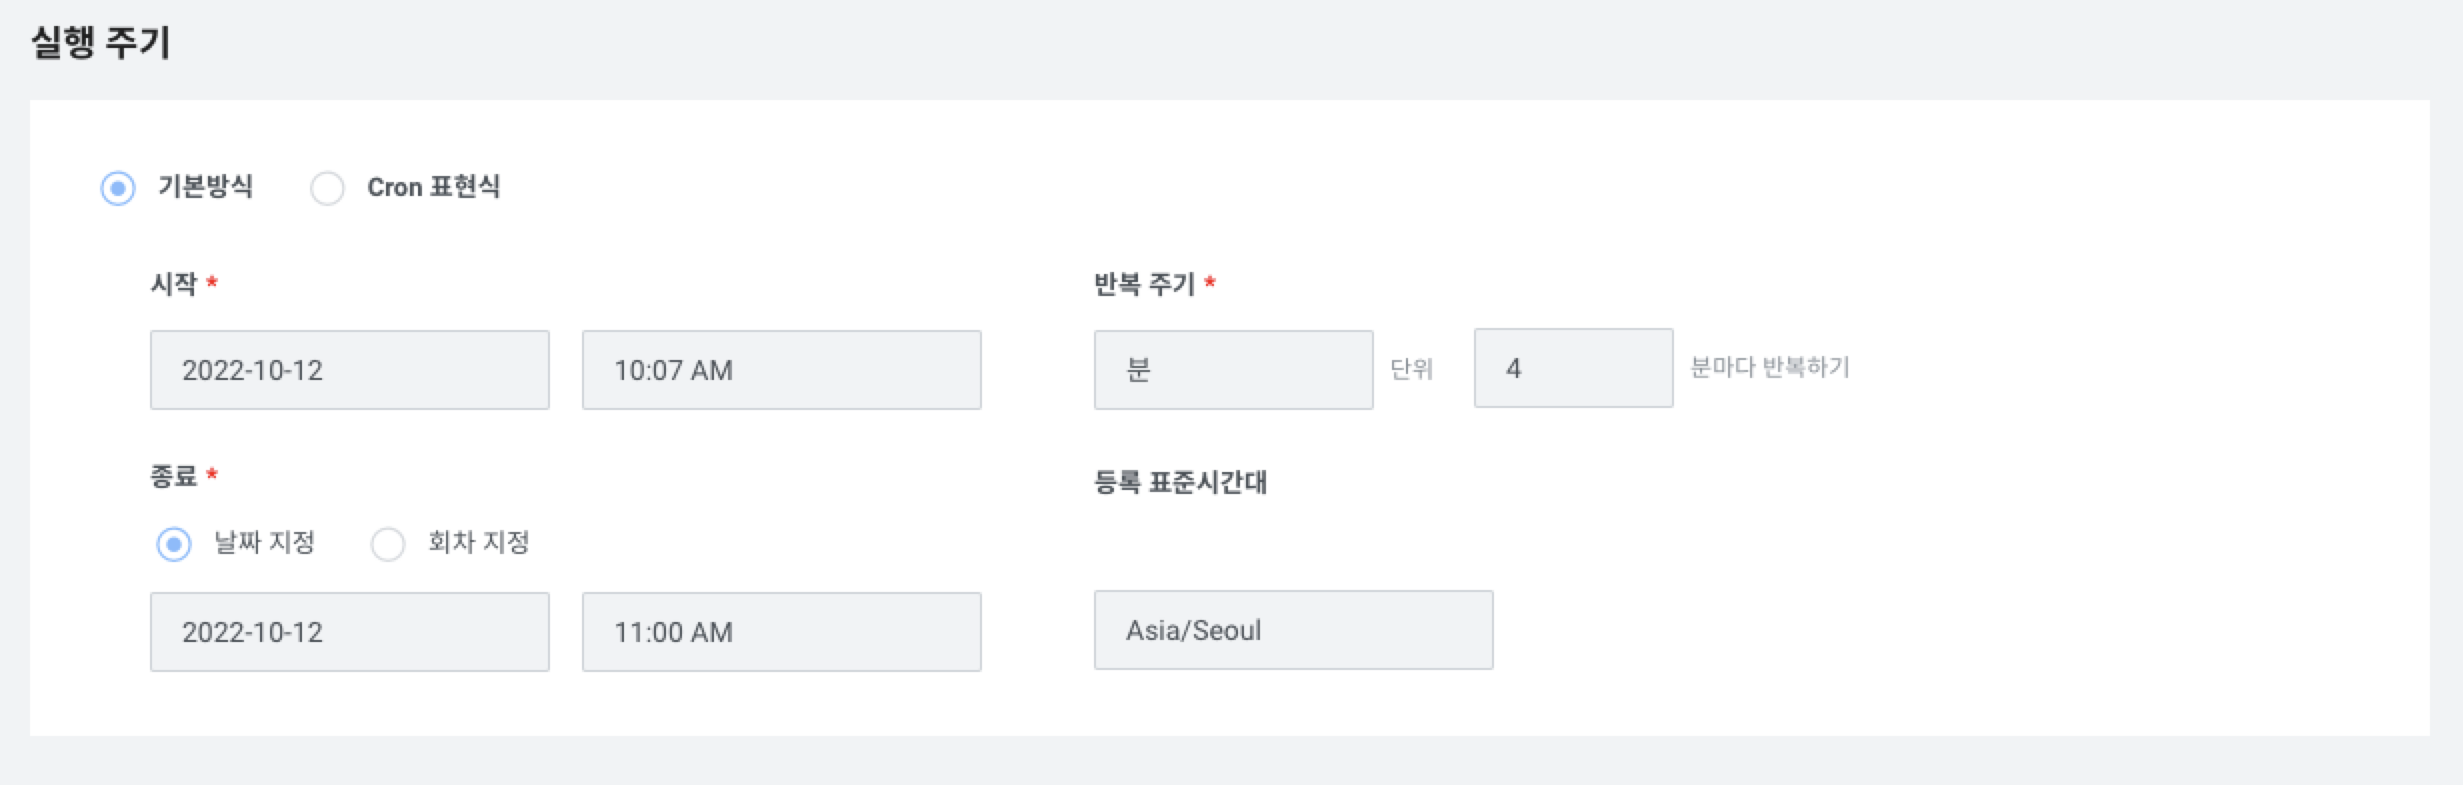 실행 주기
기본방식 Cron 표현식
시작 *
2022-10-12 10:07 AM
반복 주기 *
분 단위 4 분마다 반복하기
종료 *
날짜 지정 회차 지정
2022-10-12 11:00 AM
등록 표준시간대
Asia/Seoul